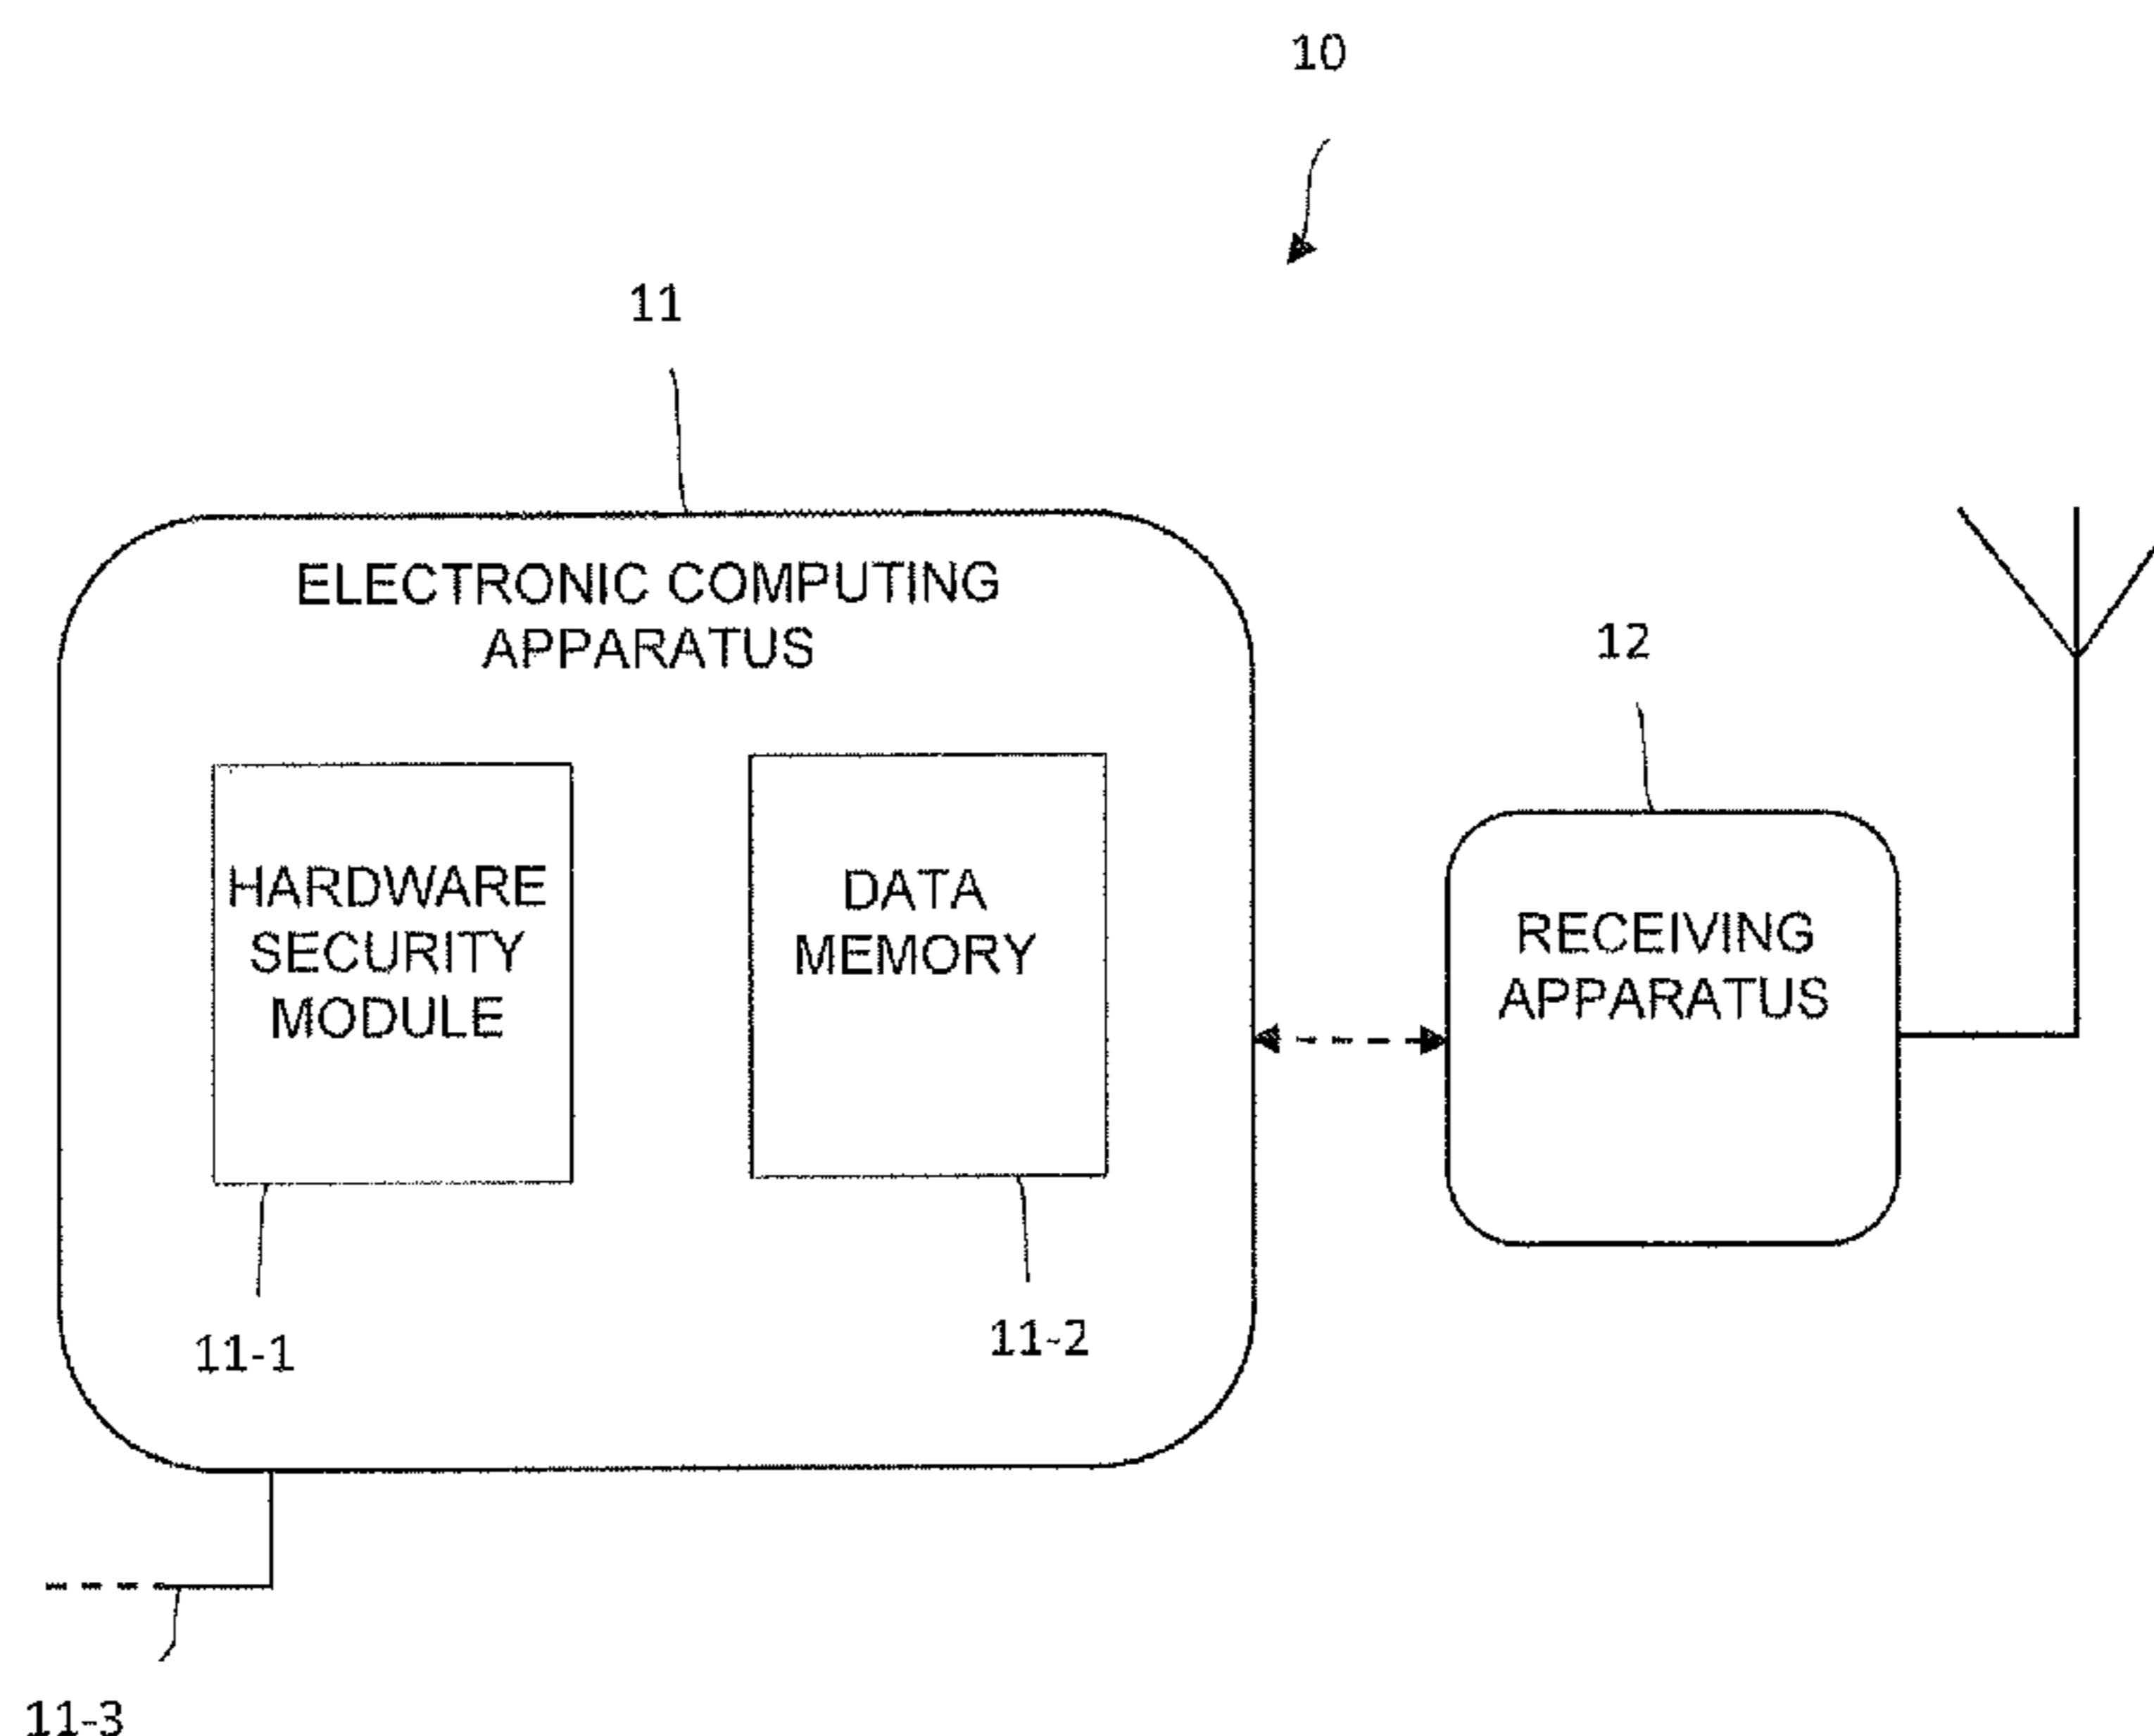 10
11
ELECTRONIC COMPUTING
APPARATUS
12
HARDWARE
SECURITY
MODULE
DATA
MEMORY
RECEIVING
APPARATUS
11-1
11-2
11-3